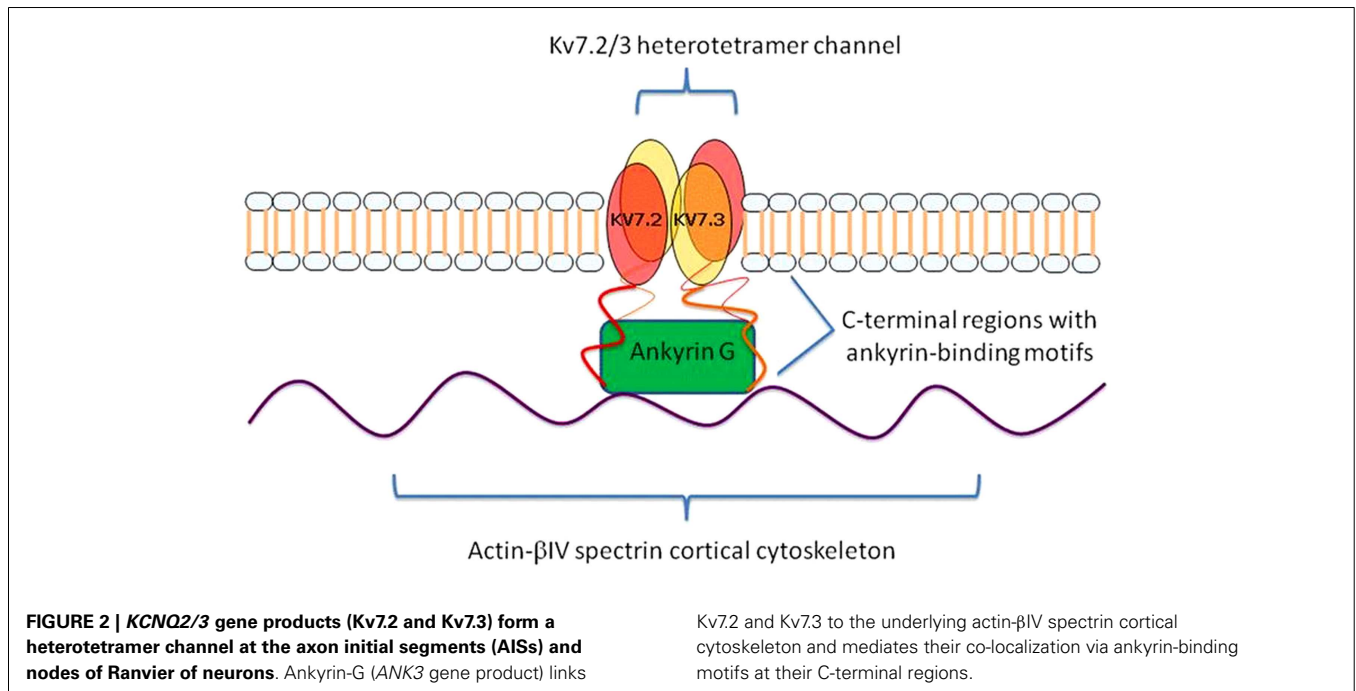 Kv7.2/3 heterotetramer channel
KV7.2 KV7.3
C-terminal regions with
ankyrin-binding motifs
Ankyrin G
Actin-βIV spectrin cortical cytoskeleton
FIGURE 2 | KCNQ2/3 gene products (Kv7.2 and Kv7.3) form a
heterotetramer channel at the axon initial segments (AISs) and
nodes of Ranvier of neurons. Ankyrin-G (ANK3 gene product) links
Kv7.2 and Kv7.3 to the underlying actin-βIV spectrin cortical
cytoskeleton and mediates their co-localization via ankyrin-binding
motifs at their C-terminal regions.